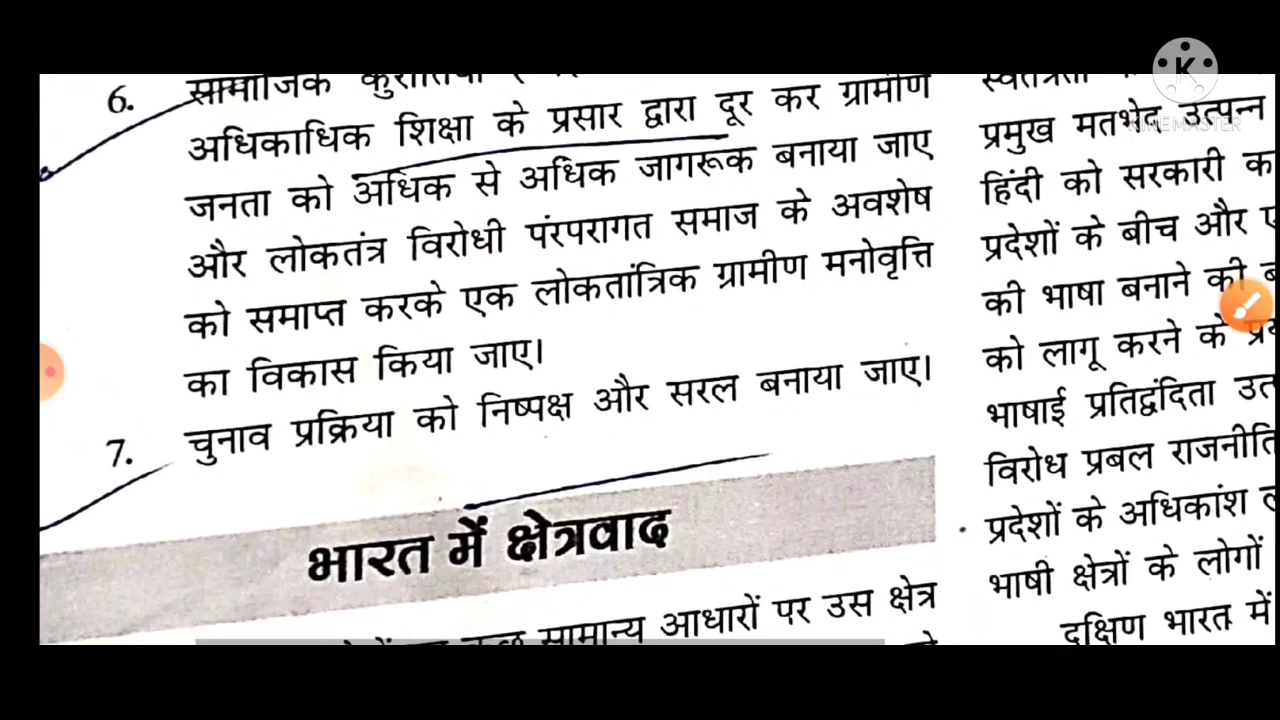 6. सामाजिक कुरीतियों
अधिकाधिक शिक्षा के प्रसार द्वारा दूर कर ग्रामीण
जनता को अधिक से अधिक जागरूक बनाया जाए
और लोकतंत्र विरोधी परंपरागत समाज के अवशेष
को समाप्त करके एक लोकतांत्रिक ग्रामीण मनोवृत्ति
का विकास किया जाए।
7. चुनाव प्रक्रिया को निष्पक्ष और सरल बनाया जाए।
भारत में क्षेत्रवाद
कुछ सामान्य आधारों पर उस क्षेत्र
प्रमुख मतभेद उत्पन्न
हिंदी को सरकारी
प्रदेशों के बीच और
की भाषा बनाने की
को लागू करने के
भाषाई प्रतिद्वंदिता
विरोध प्रबल
प्रदेशों के अधिकांश
भाषी क्षेत्रों के लोगों
दक्षिण भारत में
K
KINEMASTER